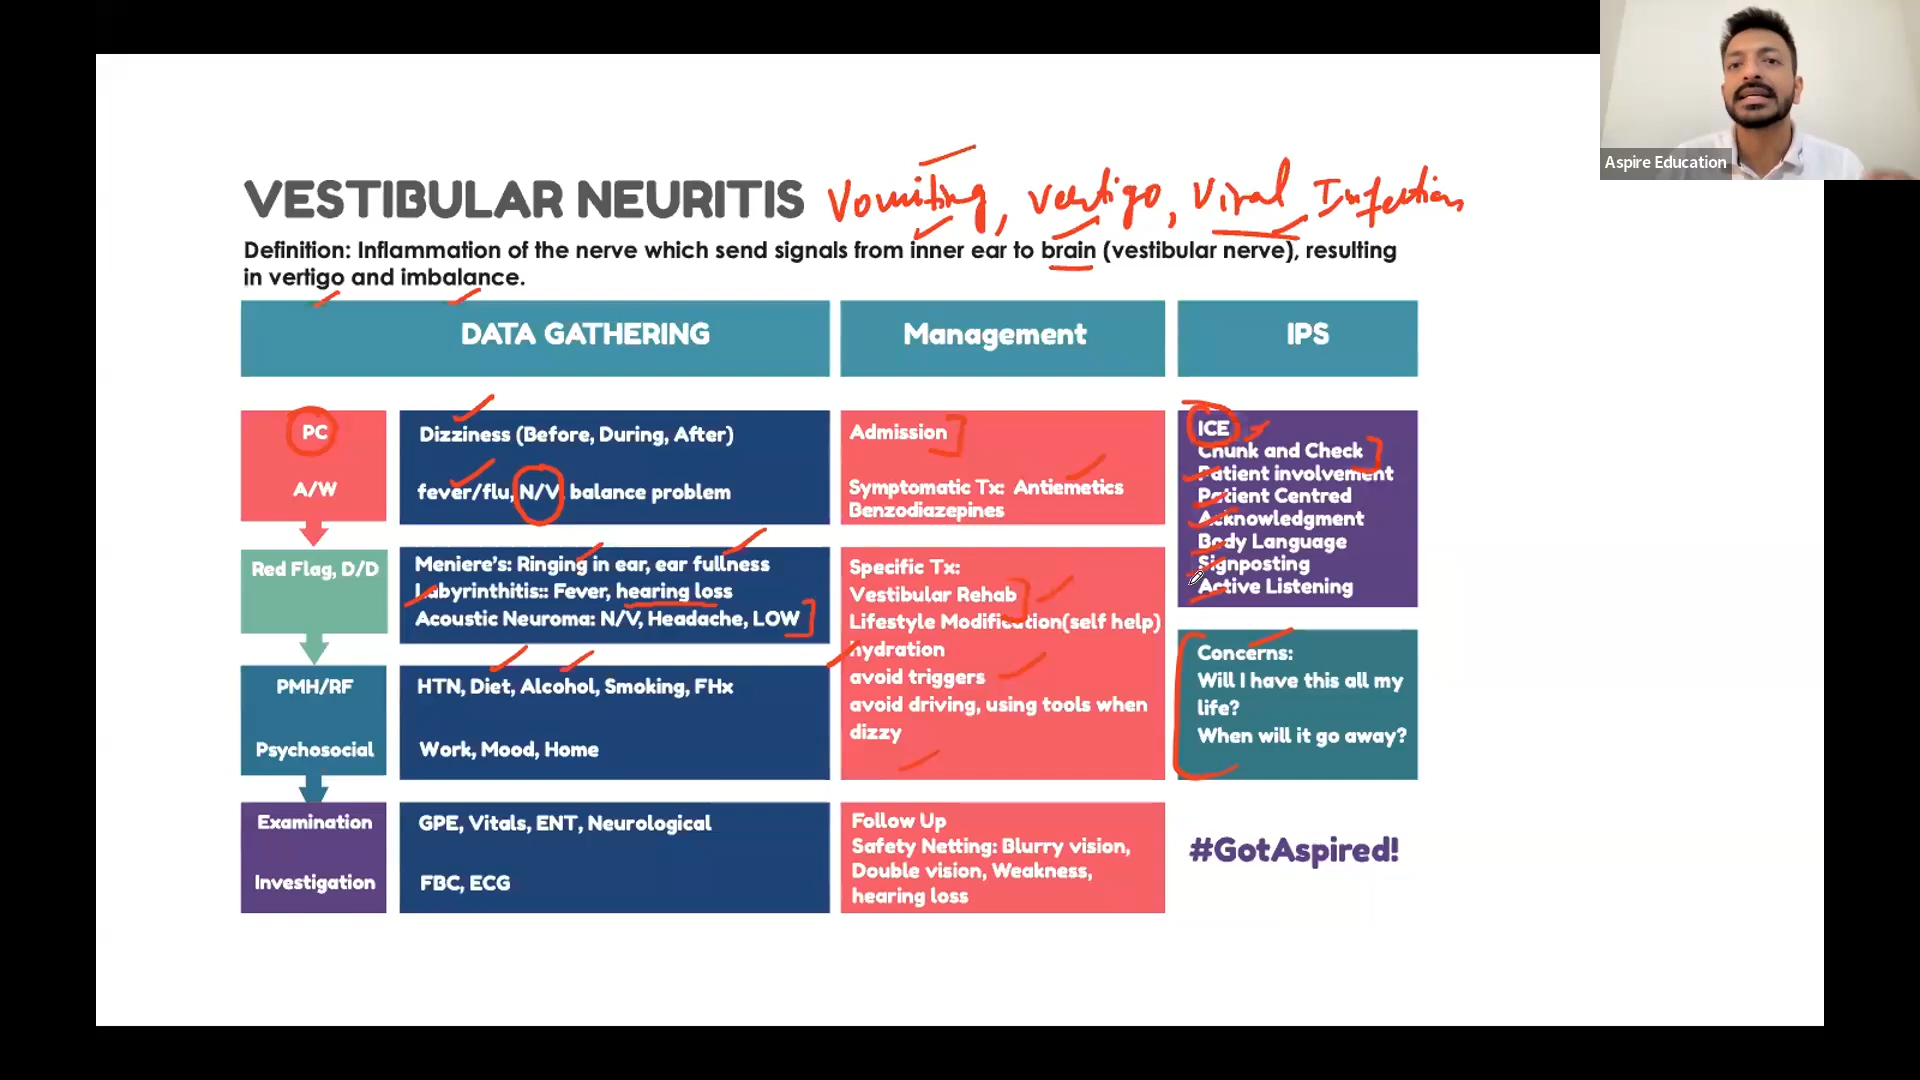 Aspire Education
VESTIBULAR NEURITIS Vomiting, Vertigo, Viral Infection
Definition: Inflammation of the nerve which send signals from inner ear to brain (vestibular nerve), resulting
in vertigo and imbalance.
DATA GATHERING
Management
IPS
PC
A/W
Dizziness (Before, During, After)
fever/flu, N/V, balance problem
Admission
Symptomatic Tx: Antiemetics
Benzodiazepines
ICE
Chunk and Check
Patient involvement
Patient Centred
Acknowledgment
Body Language
Signposting
Active Listening
Red Flag, D/D
Meniere's: Ringing in ear, ear fullness
Labyrinthitis:: Fever, hearing loss
Acoustic Neuroma: N/V, Headache, LOW
Specific Tx:
Vestibular Rehab
Lifestyle Modification(self help)
hydration
avoid triggers
avoid driving, using tools when
dizzy
Concerns:
Will I have this all my
life?
When will it go away?
PMH/RF
Psychosocial
HTN, Diet, Alcohol, Smoking, FHx
Work, Mood, Home
Examination
Investigation
GPE, Vitals, ENT, Neurological
FBC, ECG
Follow Up
Safety Netting: Blurry vision,
Double vision, Weakness,
hearing loss
#GotAspired!